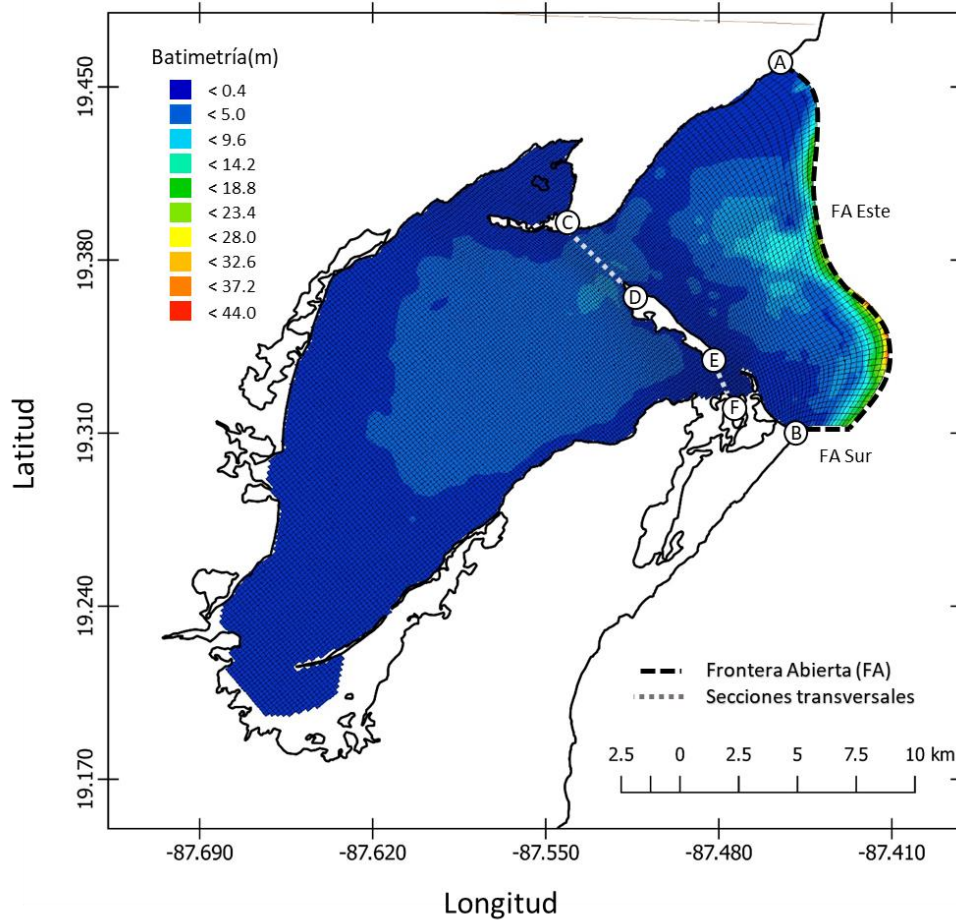 Batimetría(m)
< 0.4
< 5.0
< 9.6
< 14.2
< 18.8
< 23.4
< 28.0
< 32.6
< 37.2
< 44.0
A
FA Este
C
D
E
F
B
FA Sur
Frontera Abierta (FA)
Secciones transversales
2.5 0 2.5 5 7.5 10 km
Latitud
19.450
19.380
19.310
19.240
19.170
-87.690 -87.620 -87.550 -87.480 -87.410
Longitud